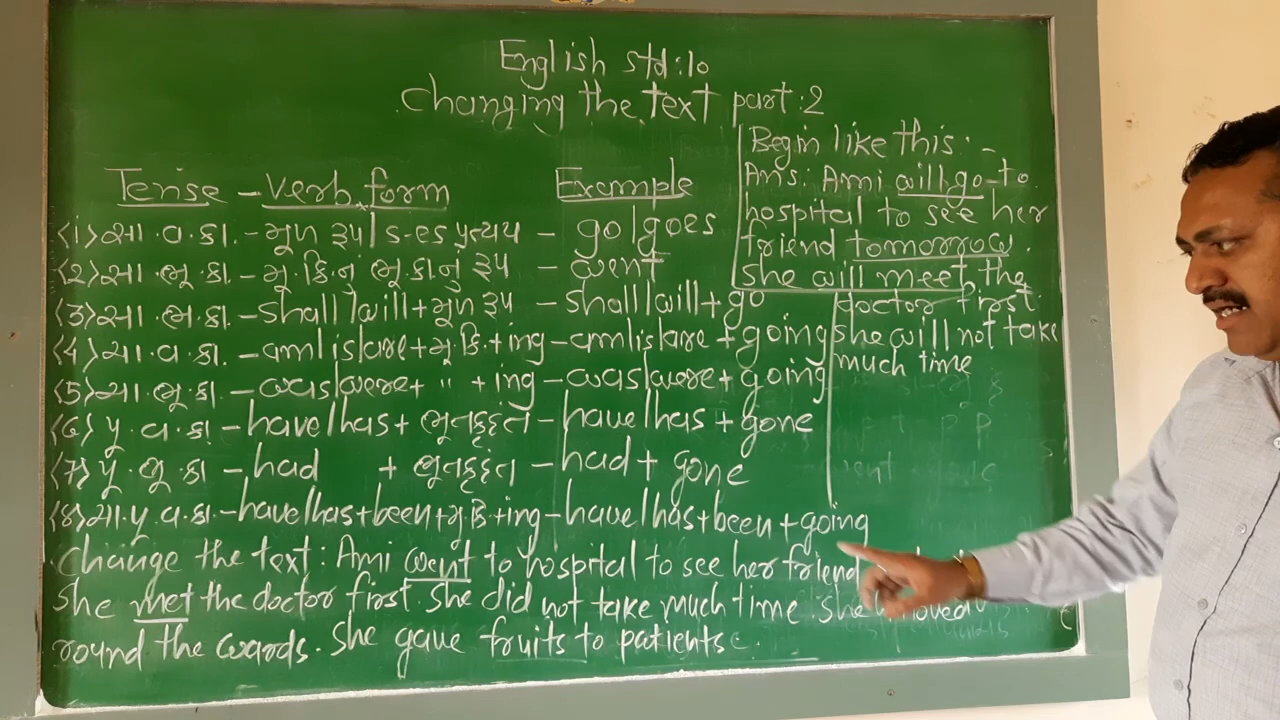 English std:10
Changing the text part:2
Tense - Verb form Example
<1> સા.વ.કા. - મૂળ રૂપ/s-es પ્રત્યય - go/goes
<2> સા.ભૂ.કા. - મુ.ક્રિ.નું ભૂ.કાનું રૂપ - went
<3> સા.ભ.કા. - shall/will+મૂળ રૂપ - shall/will+go
<4> ચા.વ.કા. - am/is/are+મુ.ક્રિ.+ing - am/is/are+going
<5> ચા.ભૂ.કા. - was/were+ " +ing - was/were+going
<6> પૂ.વ.કા - have/has+ ભૂતકૃદંત - have/has+gone
<7> પૂ.ભૂ.કા - had + ભૂતકૃદંત - had+gone
<8> ચા.પૂ.વ.કા. - have/has+been+મુ.ક્રિ+ing - have/has+been+going
Change the text: Ami went to hospital to see her friend
She met the doctor first. She did not take much time. She moved
round the wards. She gave fruits to patients.
Begin like this:-
Ans: Ami will go to
hospital to see her
friend tomorrow.
She will meet the
doctor first.
she will not take
much time